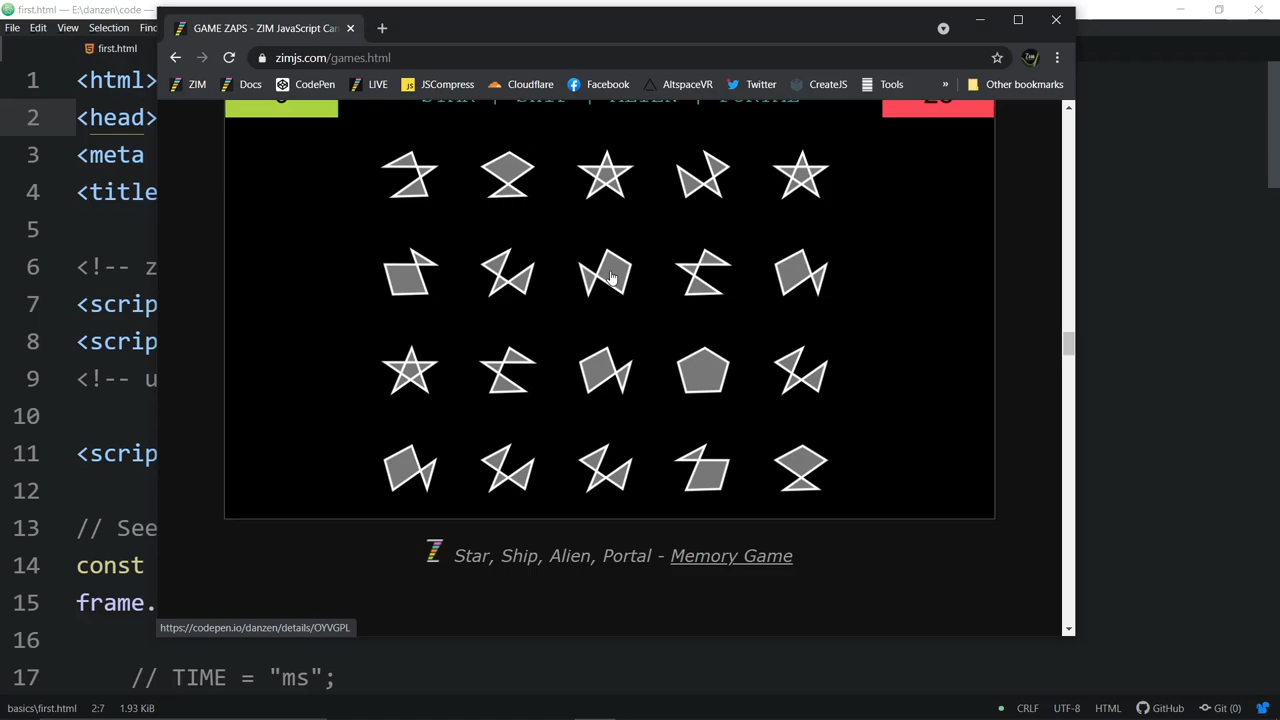 first.html — E:\danzen\code
File Edit View Selection Find
first.html
GAME ZAPS - ZIM JavaScript Can
zimjs.com/games.html
ZIM Docs CodePen LIVE JSCompress Cloudflare Facebook AltspaceVR Twitter CreateJS Tools » Other bookmarks
STAR | SHIP | ALIEN | PORTAL
1 <html>
2 <head>
3 <meta
4 <title
5
6 <!-- z
7 <scrip
8 <scrip
9 <!-- u
10
11 <scrip
12
13 // See
14 const
15 frame.
16
17 // TIME = "ms";
Star, Ship, Alien, Portal - Memory Game
https://codepen.io/danzen/details/OYVGPL
basics\first.html 2:7 1.93 KiB CRLF UTF-8 HTML GitHub Git (0)